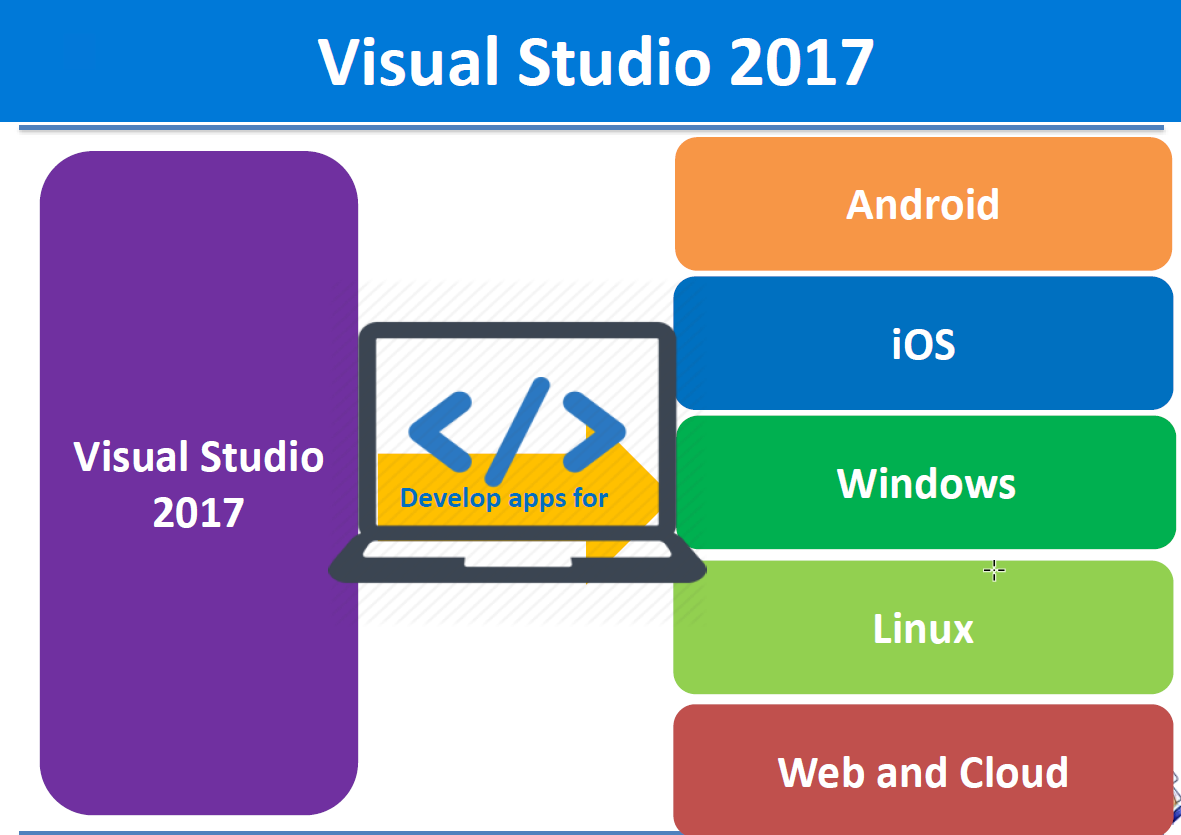 Visual Studio 2017
Visual Studio
2017
</>
Develop apps for
Android
iOS
Windows
Linux
Web and Cloud